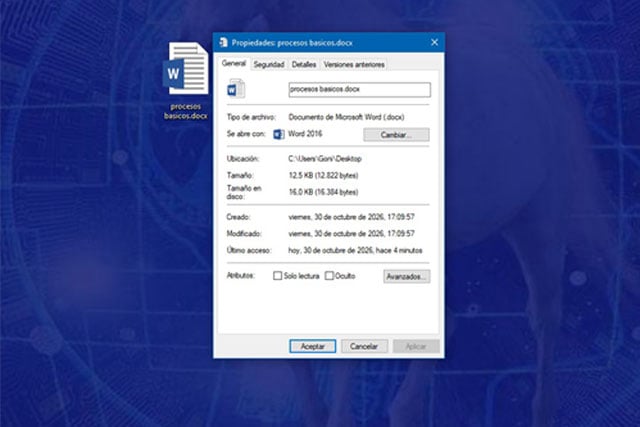 procesos
basicos.docx
Propiedades: procesos basicos.docx
General Seguridad Detalles Versiones anteriores
procesos basicos.docx
Tipo de archivo: Documento de Microsoft Word (.docx)
Se abre con: Word 2016 Cambiar...
Ubicación: C:\Users\Goni\Desktop
Tamaño: 12.5 KB (12.822 bytes)
Tamaño en
disco: 16.0 KB (16.384 bytes)
Creado: viernes, 30 de octubre de 2026, 17:09:57
Modificado: viernes, 30 de octubre de 2026, 17:09:57
Último acceso: hoy, 30 de octubre de 2026, hace 4 minutos
Atributos: Solo lectura Oculto Avanzados...
Aceptar Cancelar Aplicar